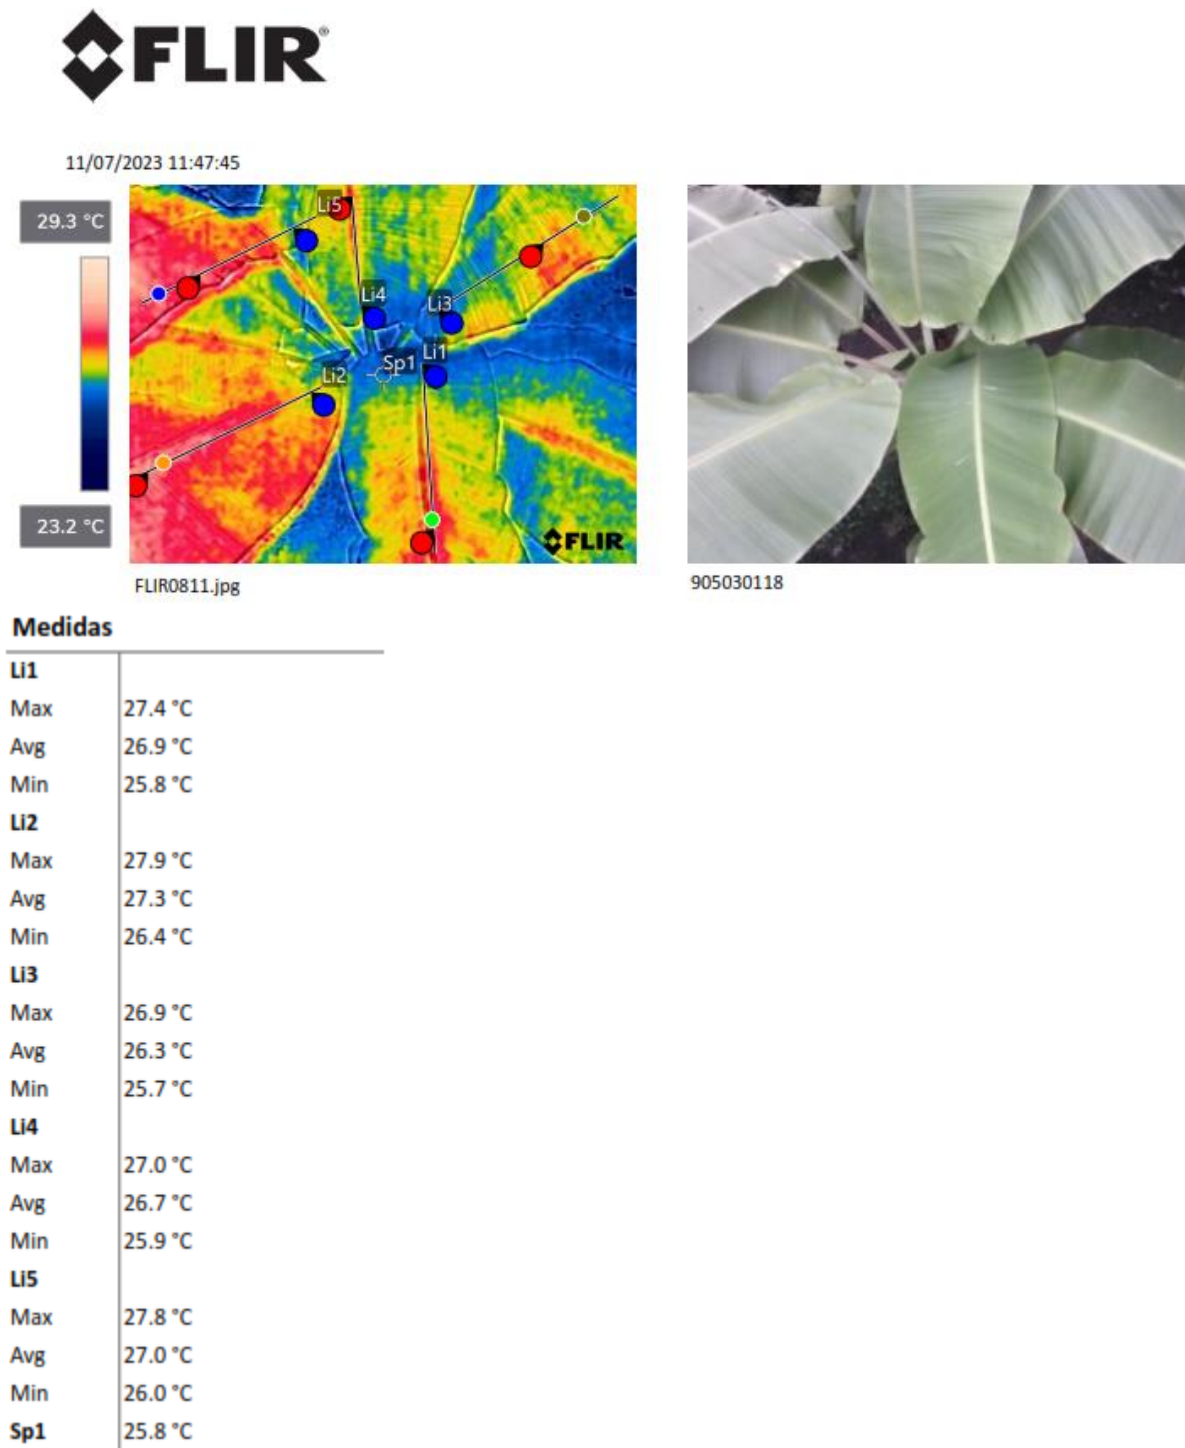 FLIR®
11/07/2023 11:47:45
29.3 °C
23.2 °C
Li5
Li4
Li3
Li1
Sp1
Li2
FLIR
FLIR0811.jpg
905030118
Medidas
Li1
Max 27.4 °C
Avg 26.9 °C
Min 25.8 °C
Li2
Max 27.9 °C
Avg 27.3 °C
Min 26.4 °C
Li3
Max 26.9 °C
Avg 26.3 °C
Min 25.7 °C
Li4
Max 27.0 °C
Avg 26.7 °C
Min 25.9 °C
Li5
Max 27.8 °C
Avg 27.0 °C
Min 26.0 °C
Sp1 25.8 °C